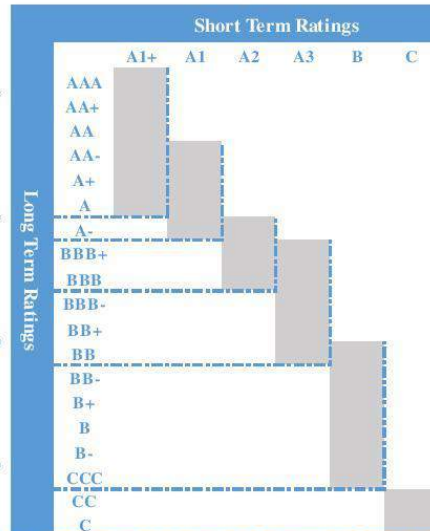 Short Term Ratings
A1+ A1 A2 A3 B C
Long Term Ratings
AAA
AA+
AA
AA-
A+
A
A-
BBB+
BBB
BBB-
BB+
BB
BB-
B+
B
B-
CCC
CC
C